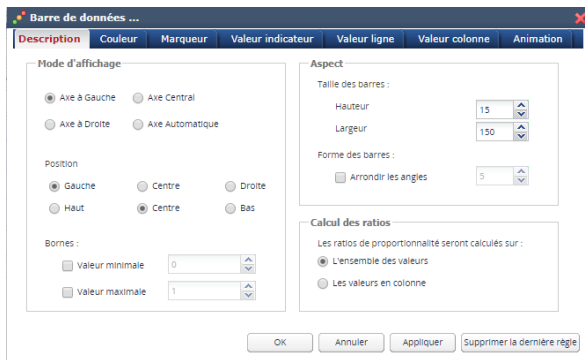 Barre de données ...
Description Couleur Marqueur Valeur indicateur Valeur ligne Valeur colonne Animation
Mode d'affichage
Axe à Gauche Axe Central
Axe à Droite Axe Automatique
Position
Gauche Centre Droite
Haut Centre Bas
Bornes :
Valeur minimale 0
Valeur maximale 1
Aspect
Taille des barres :
Hauteur 15
Largeur 150
Forme des barres :
Arrondir les angles 5
Calcul des ratios
Les ratios de proportionnalité seront calculés sur :
L'ensemble des valeurs
Les valeurs en colonne
OK Annuler Appliquer Supprimer la dernière règle